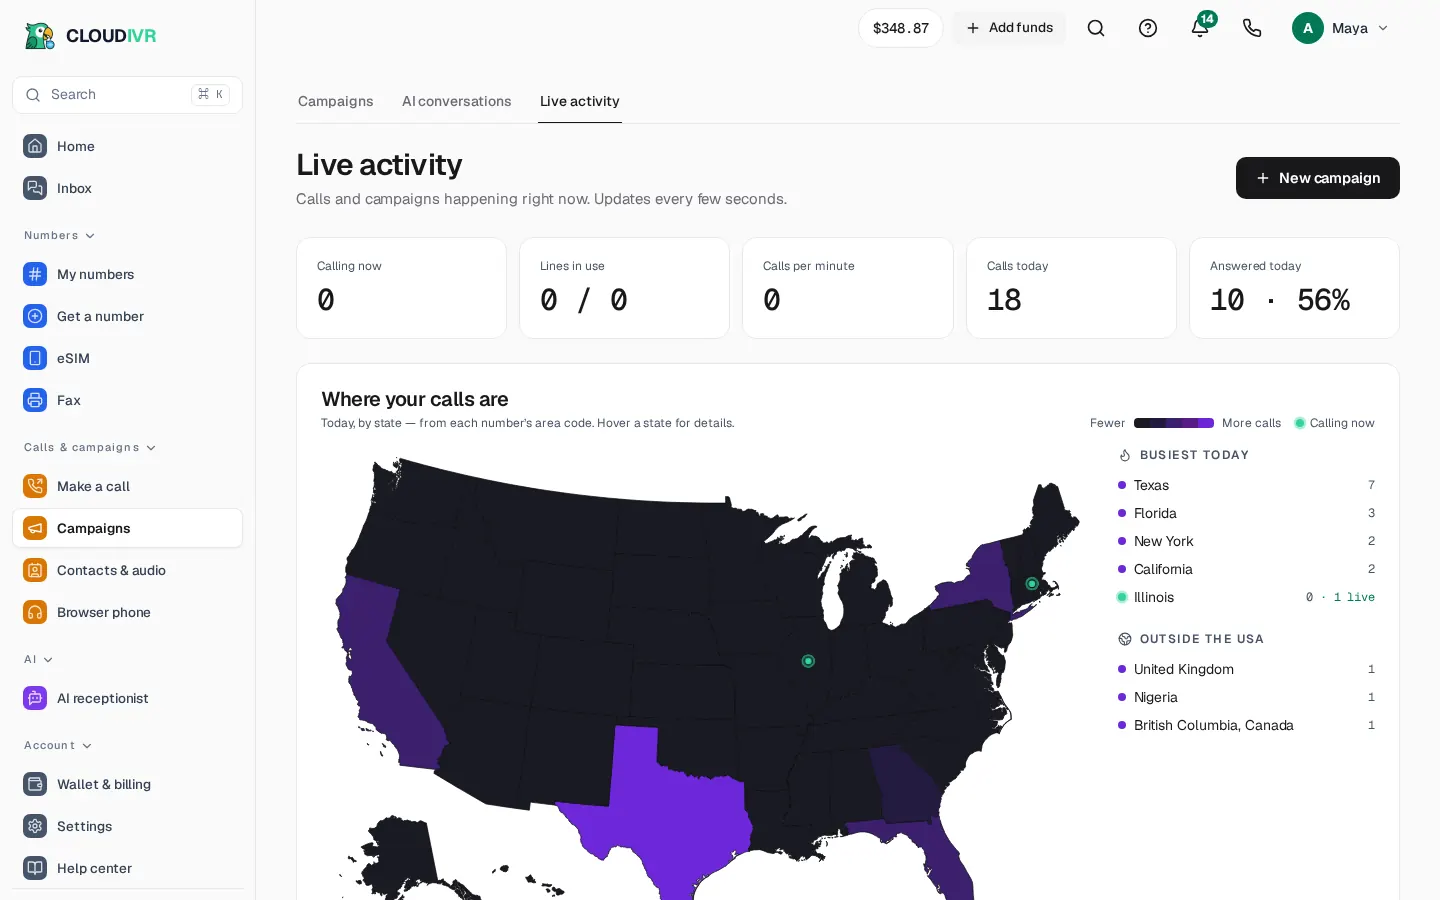 CLOUDIVR
$348.87
Add funds
14
A
Maya
Search
⌘ K
Home
Inbox
Numbers
My numbers
Get a number
eSIM
Fax
Calls & campaigns
Make a call
Campaigns
Contacts & audio
Browser phone
AI
AI receptionist
Account
Wallet & billing
Settings
Help center
Campaigns
AI conversations
Live activity
Live activity
Calls and campaigns happening right now. Updates every few seconds.
New campaign
Calling now
0
Lines in use
0 / 0
Calls per minute
0
Calls today
18
Answered today
10 · 56%
Where your calls are
Today, by state — from each number's area code. Hover a state for details.
Fewer
More calls
Calling now
BUSIEST TODAY
Texas 7
Florida 3
New York 2
California 2
Illinois 0 · 1 live
OUTSIDE THE USA
United Kingdom 1
Nigeria 1
British Columbia, Canada 1